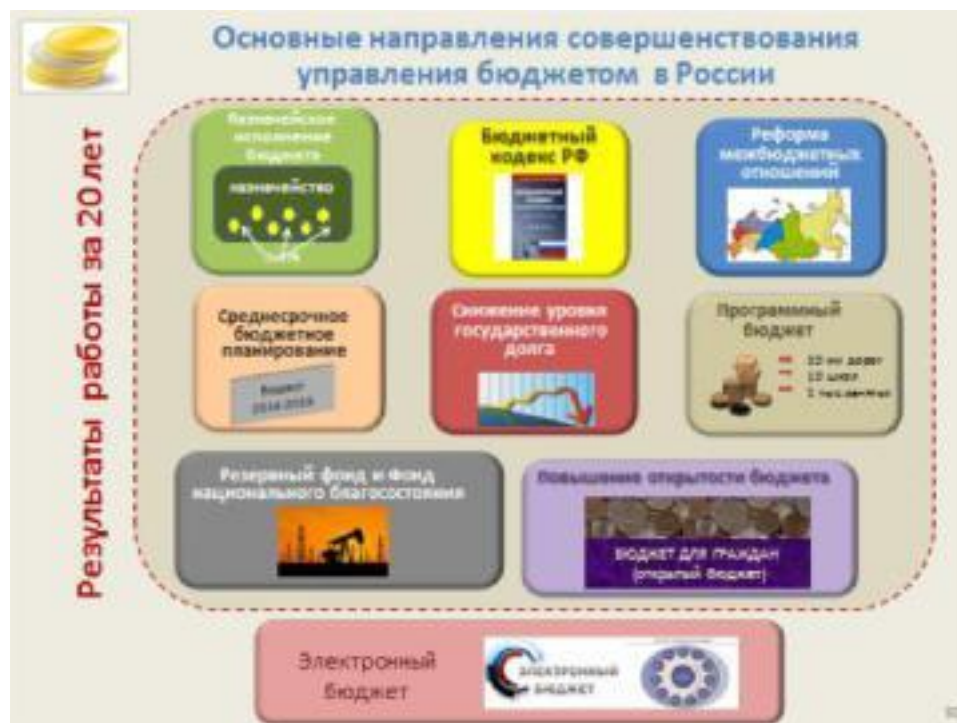 Основные направления совершенствования
управления бюджетом в России
Результаты работы за 20 лет
Казначейское
исполнение
бюджета
казначейство
Бюджетный
кодекс РФ
Реформа
межбюджетных
отношений
Среднесрочное
бюджетное
планирование
Бюджет
Снижение уровня
государственного
долга
Программный
бюджет
10 школ
Резервный фонд и Фонд
национального благосостояния
Повышение открытости бюджета
БЮДЖЕТ ДЛЯ ГРАЖДАН
(открытый бюджет)
Электронный
бюджет
ЭЛЕКТРОННЫЙ
БЮДЖЕТ